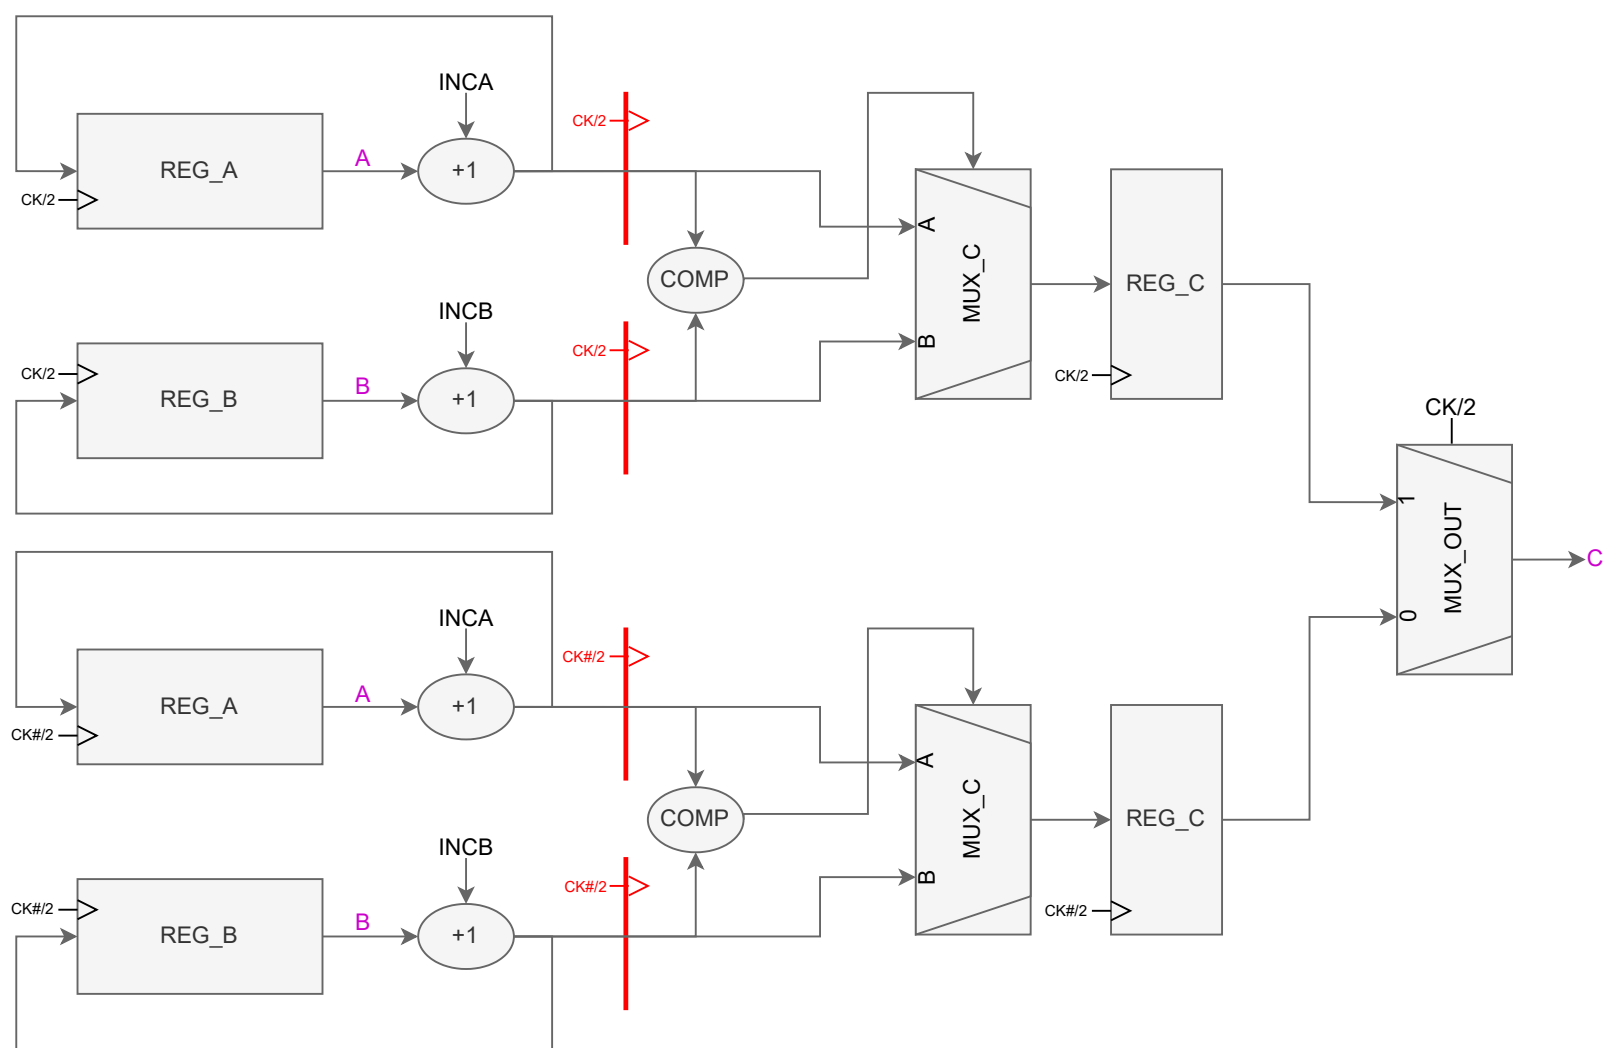 INCA
CK/2
REG_A
A
+1
CK/2
A
MUX_C
REG_C
COMP
INCB
CK/2
B
CK/2
REG_B
B
+1
CK/2
CK/2
1
MUX_OUT
C
0
INCA
CK#/2
REG_A
A
+1
CK#/2
A
MUX_C
REG_C
COMP
INCB
CK#/2
B
CK#/2
REG_B
B
+1
CK#/2